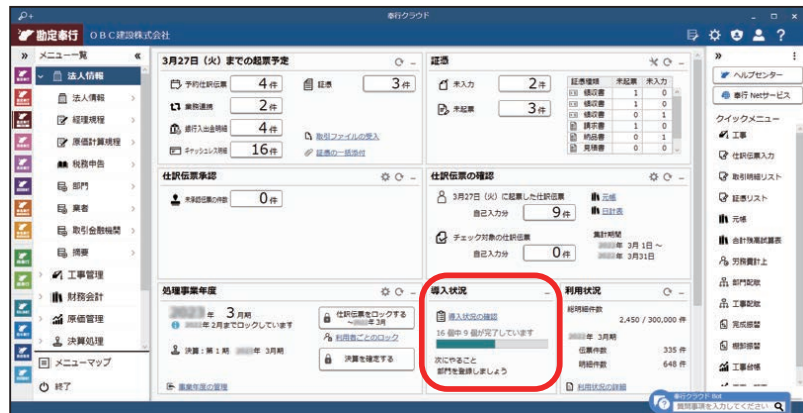 奉行クラウド
勘定奉行 ОBC建設株式会社
メニュー一覧
法人情報
法人情報
経理規程
原価計算規程
税務申告
部門
業者
取引金融機関
摘要
工事管理
財務会計
原価管理
決算処理
メニューマップ
終了
3月27日（火）までの起票予定
予約仕訳伝票 4件
業務連携 2件
銀行入出金明細 4件
キャッシュレス明細 16件
証憑 3件
取引ファイルの受入
証憑の一括添付
証憑
未入力 2件
未起票 3件
証憑種類 未起票 未入力
領収書 1 0
領収書 0 1
領収書 0 1
請求書 1 0
納品書 0 0
見積書 1 0
仕訳伝票承認
未承認伝票の件数 0件
仕訳伝票の確認
3月27日（火）に起票した仕訳伝票
自己入力分 9件
チェック対象の仕訳伝票
自己入力分 0件
元帳
日計表
集計期間
年 3月 1日 ～
年 3月31日
処理事業年度
年 3月期
年 2月までロックしています
決算：第 1 期 年 3月期
事業年度の管理
仕訳伝票をロックする
～ 年 3月
利用者ごとのロック
決算を確定する
導入状況
導入状況の確認
16 個中 9 個が完了しています
次にやること
部門を登録しましょう
利用状況
総明細件数
2,450 / 300,000 件
年 3月期
伝票件数 335 件
明細件数 648 件
利用状況の詳細
ヘルプセンター
奉行 Netサービス
クイックメニュー
工事
仕訳伝票入力
取引明細リスト
証憑リスト
元帳
合計残高試算表
労務費計上
部門配賦
工事配賦
完成振替
棚卸振替
工事台帳
奉行クラウド Bot
質問事項を入力してください